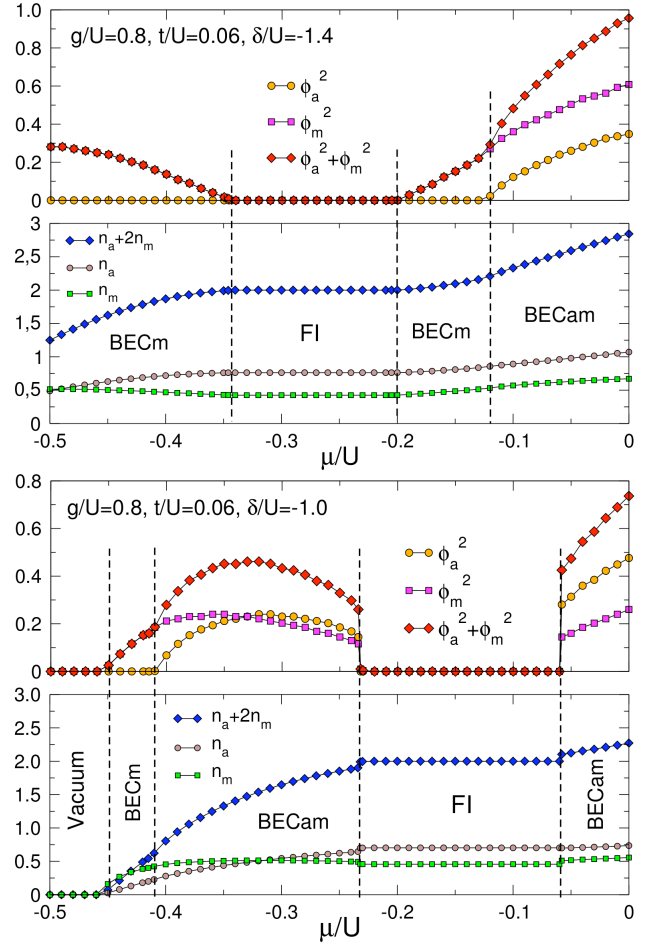 g/U=0.8, t/U=0.06, δ/U=-1.4
1.0
0.8
0.6
0.4
0.2
0
ϕa2
ϕm2
ϕa2+ϕm2
3
2,5
2
1,5
1
0,5
0
na+2nm
na
nm
BECm
FI
BECm
BECam
-0.5
-0.4
-0.3
-0.2
-0.1
0
μ/U
g/U=0.8, t/U=0.06, δ/U=-1.0
0.8
0.6
0.4
0.2
0
ϕa2
ϕm2
ϕa2+ϕm2
3.0
2.5
2.0
1.5
1.0
0.5
0
na+2nm
na
nm
Vacuum
BECm
BECam
FI
BECam
-0.5
-0.4
-0.3
-0.2
-0.1
0
μ/U